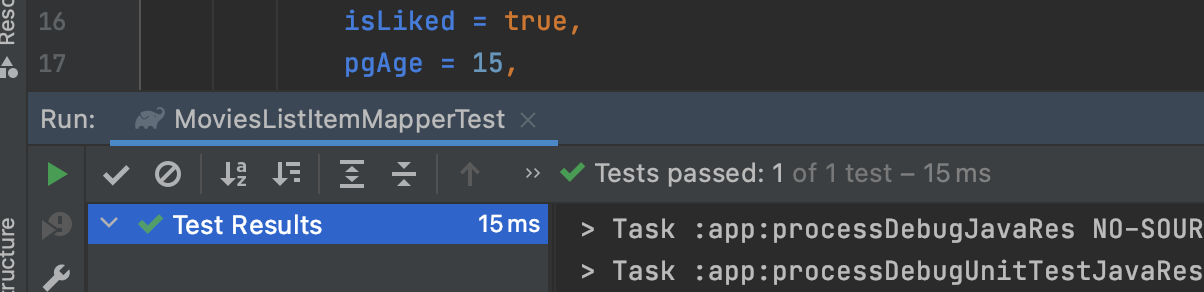 Reso
16 isLiked = true,
17 pgAge = 15,
Run: MoviesListItemMapperTest ×
» Tests passed: 1 of 1 test – 15 ms
Test Results 15 ms
> Task :app:processDebugJavaRes NO-SOUR
> Task :app:processDebugUnitTestJavaRes
tructure